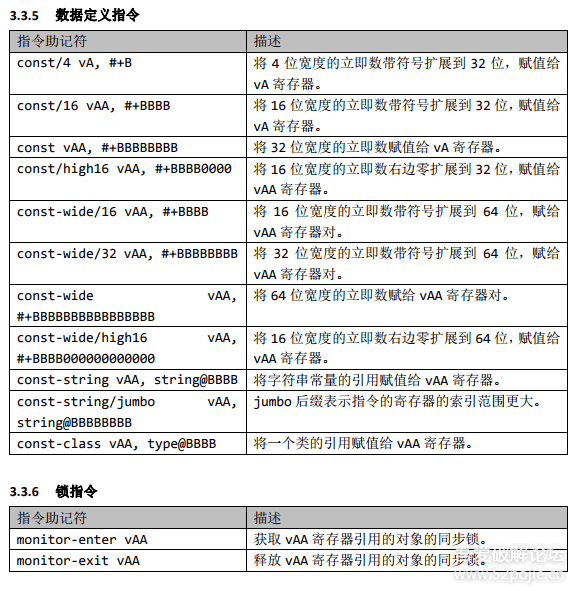 3.3.5 数据定义指令
指令助记符 描述
const/4 vA, #+B 将 4 位宽度的立即数带符号扩展到 32 位，赋值给
vA 寄存器。
const/16 vAA, #+BBBB 将 16 位宽度的立即数带符号扩展到 32 位，赋值给
vA 寄存器。
const vAA, #+BBBBBBBB 将 32 位宽度的立即数赋值给 vA 寄存器。
const/high16 vAA, #+BBBB0000 将 16 位宽度的立即数右边零扩展到 32 位，赋值给
vAA 寄存器。
const-wide/16 vAA, #+BBBB 将 16 位宽度的立即数带符号扩展到 64 位，赋给
vAA 寄存器对。
const-wide/32 vAA, #+BBBBBBBB 将 32 位宽度的立即数带符号扩展到 64 位，赋给
vAA 寄存器对。
const-wide vAA, 将 64 位宽度的立即数赋给 vAA 寄存器对。
#+BBBBBBBBBBBBBBBB
const-wide/high16 vAA, 将 16 位宽度的立即数右边零扩展到 64 位，赋值给
#+BBBB000000000000 vAA 寄存器。
const-string vAA, string@BBBB 将字符串常量的引用赋值给 vAA 寄存器。
const-string/jumbo vAA, jumbo 后缀表示指令的寄存器的索引范围更大。
string@BBBBBBBB
const-class vAA, type@BBBB 将一个类的引用赋值给 vAA 寄存器。
3.3.6 锁指令
指令助记符 描述
monitor-enter vAA 获取 vAA 寄存器引用的对象的同步锁。
monitor-exit vAA 释放 vAA 寄存器引用的对象的同步锁。
吾爱破解论坛
www.52pojie.cn